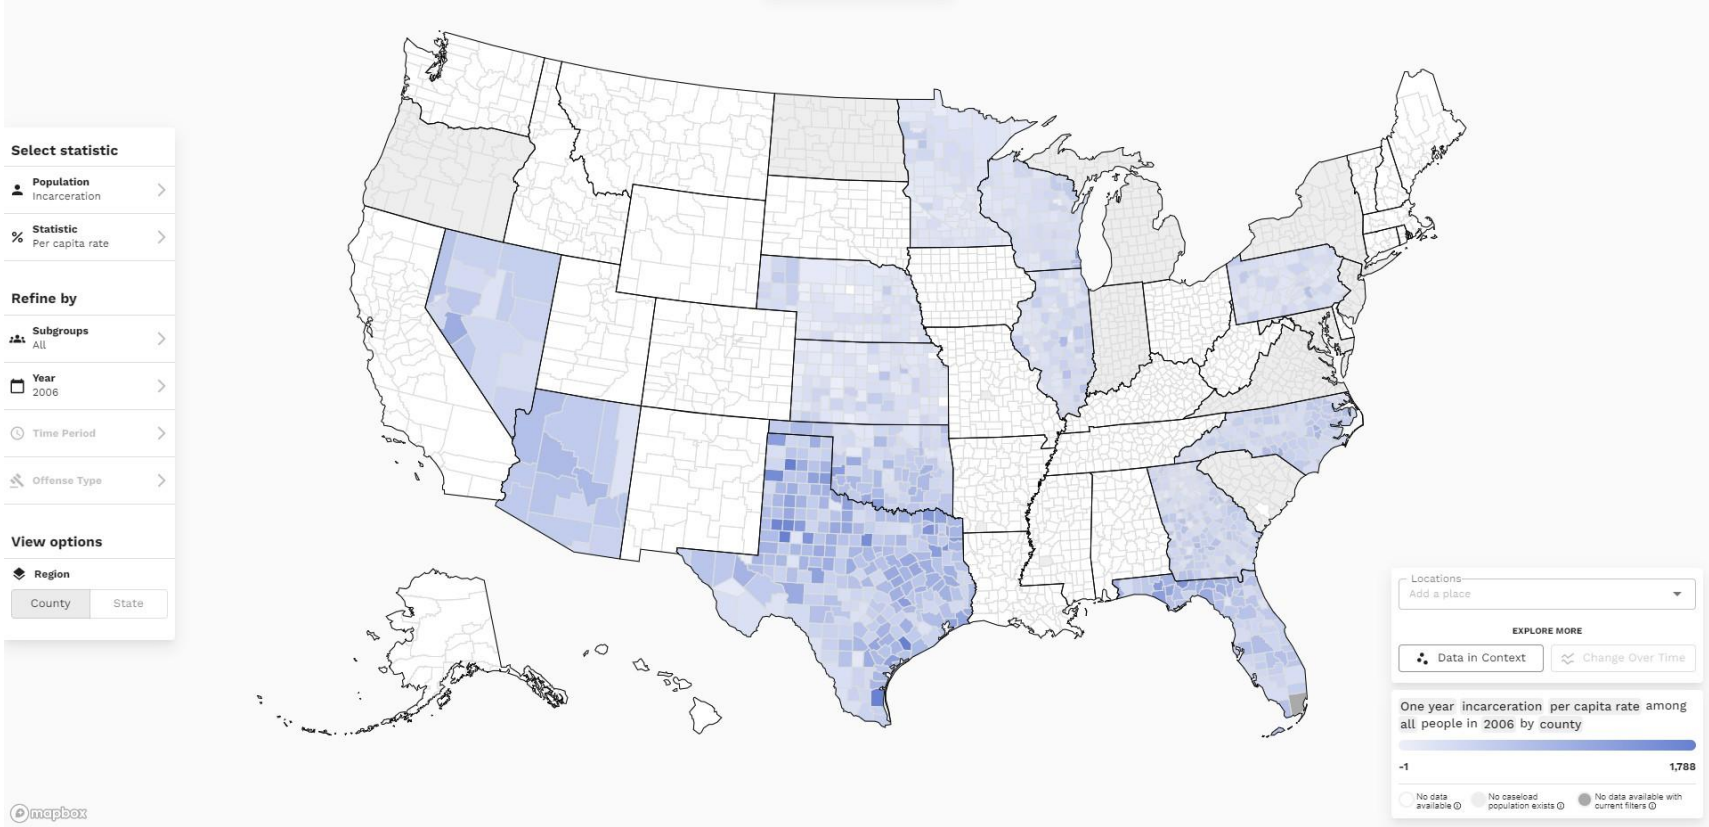 Select statistic
Population
Incarceration
Statistic
Per capita rate
Refine by
Subgroups
All
Year
2006
Time Period
Offense Type
View options
Region
County
State
Locations
Add a place
EXPLORE MORE
Data in Context
Change Over Time
One year incarceration per capita rate among
all people in 2006 by county
-1
1,788
No data
available
No caseload
population exists
No data available with
current filters
mapbox